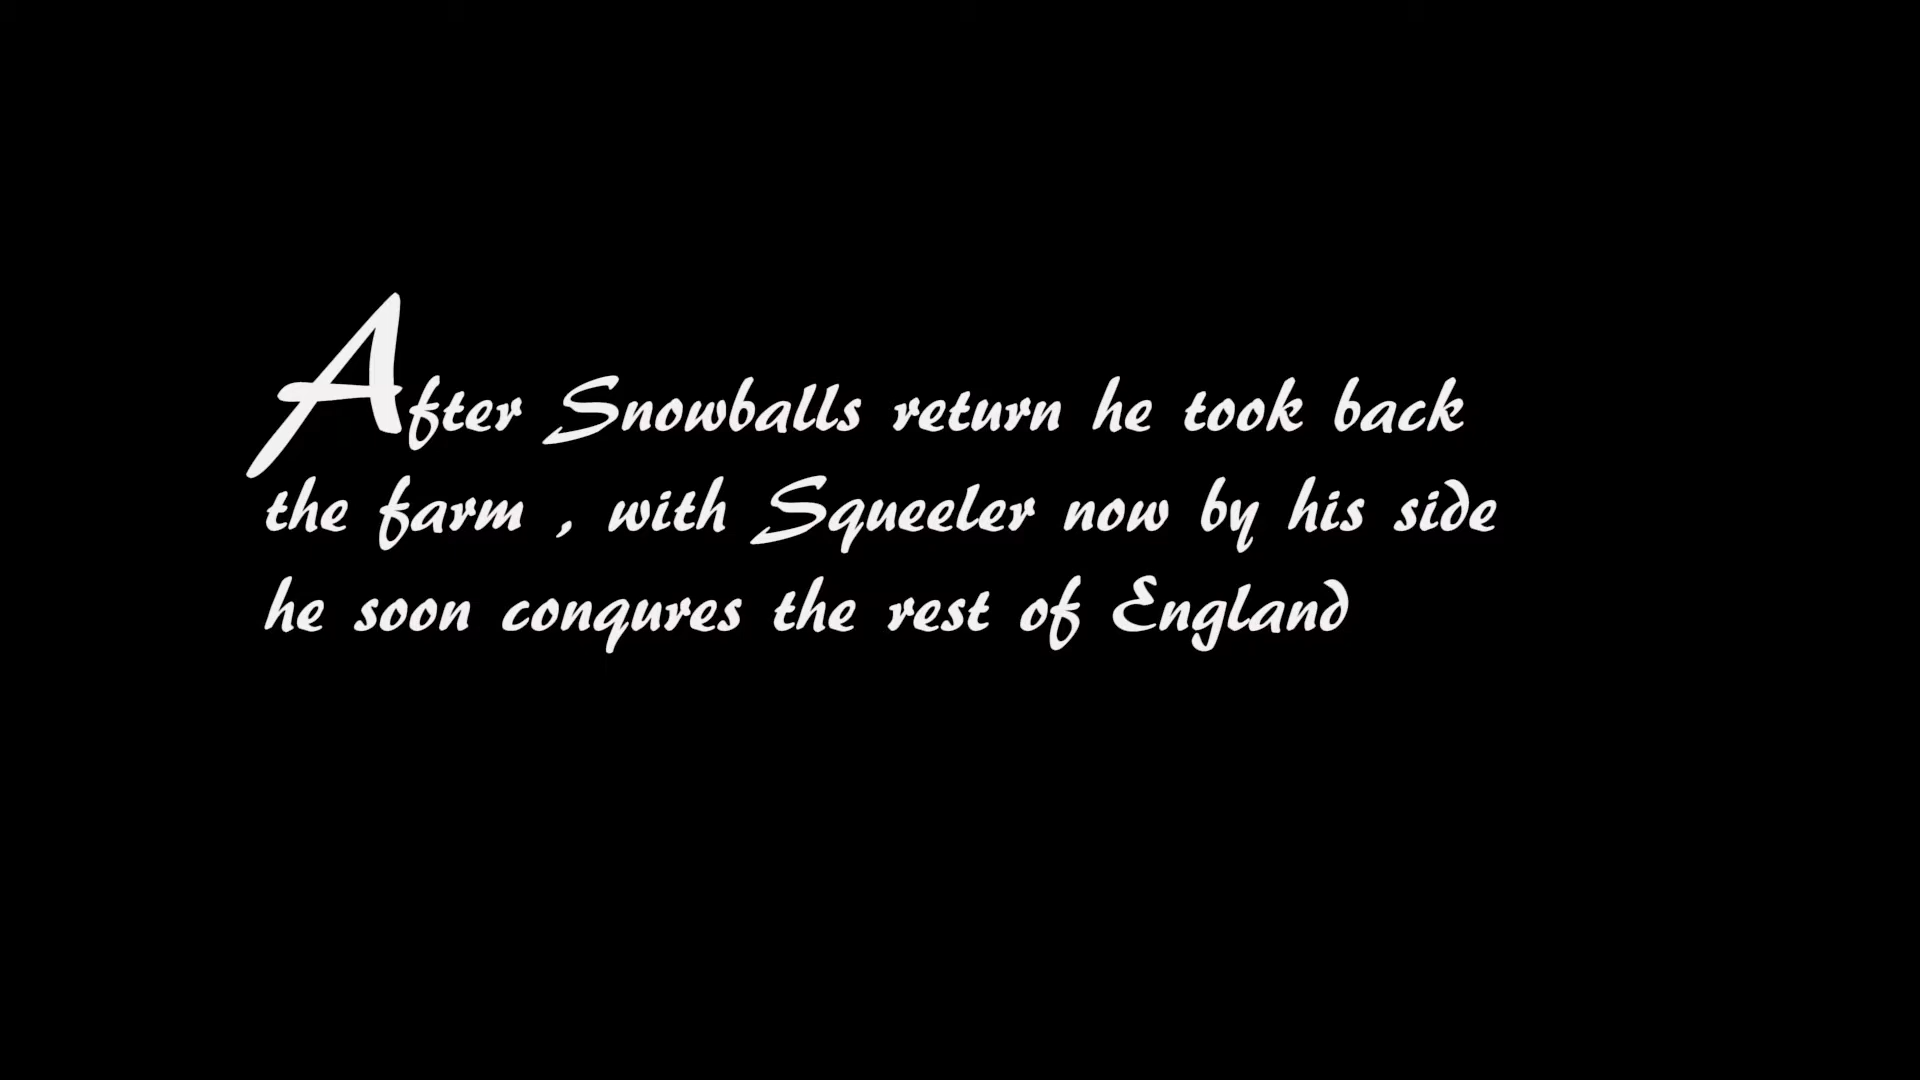 After Snowballs return he took back
the farm , with Squeeler now by his side
he soon conqures the rest of England